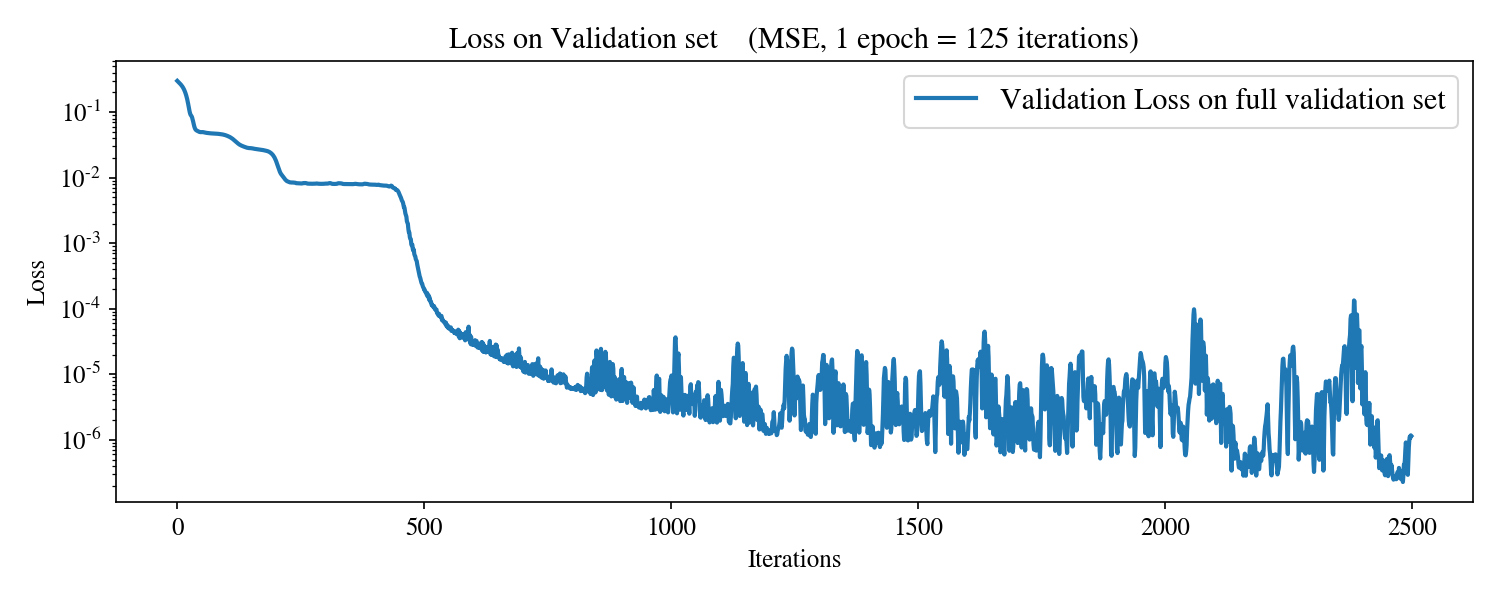 Loss on Validation set (MSE, 1 epoch = 125 iterations)
Validation Loss on full validation set
10-1
10-2
10-3
10-4
10-5
10-6
Loss
0 500 1000 1500 2000 2500
Iterations